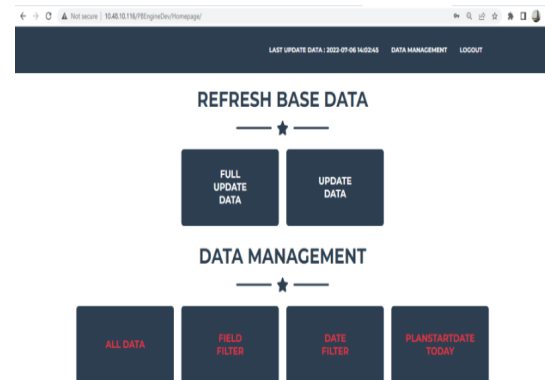 Not secure | 10.48.10.116/PBEngineDev/Homepage/
LAST UPDATE DATA : 2022-07-06 14:02:45 DATA MANAGEMENT LOGOUT
REFRESH BASE DATA
FULL
UPDATE
DATA
UPDATE
DATA
DATA MANAGEMENT
ALL DATA
FIELD
FILTER
DATE
FILTER
PLANSTARTDATE
TODAY